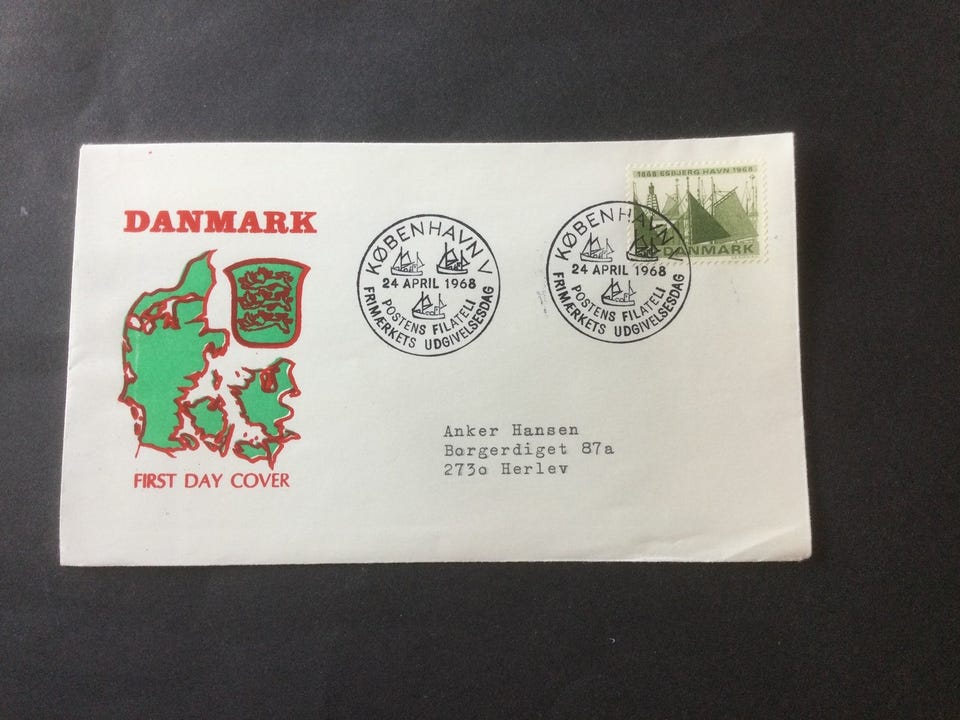 DANMARK
FIRST DAY COVER
KØBENHAVN V
24 APRIL 1968
POSTENS FILATELI
FRIMÆRKETS UDGIVELSESDAG
KØBENHAVN V
24 APRIL 1968
POSTENS FILATELI
FRIMÆRKETS UDGIVELSESDAG
1868 ESBJERG HAVN 1968
DANMARK
Anker Hansen
Borgerdiget 87a
273o Herlev